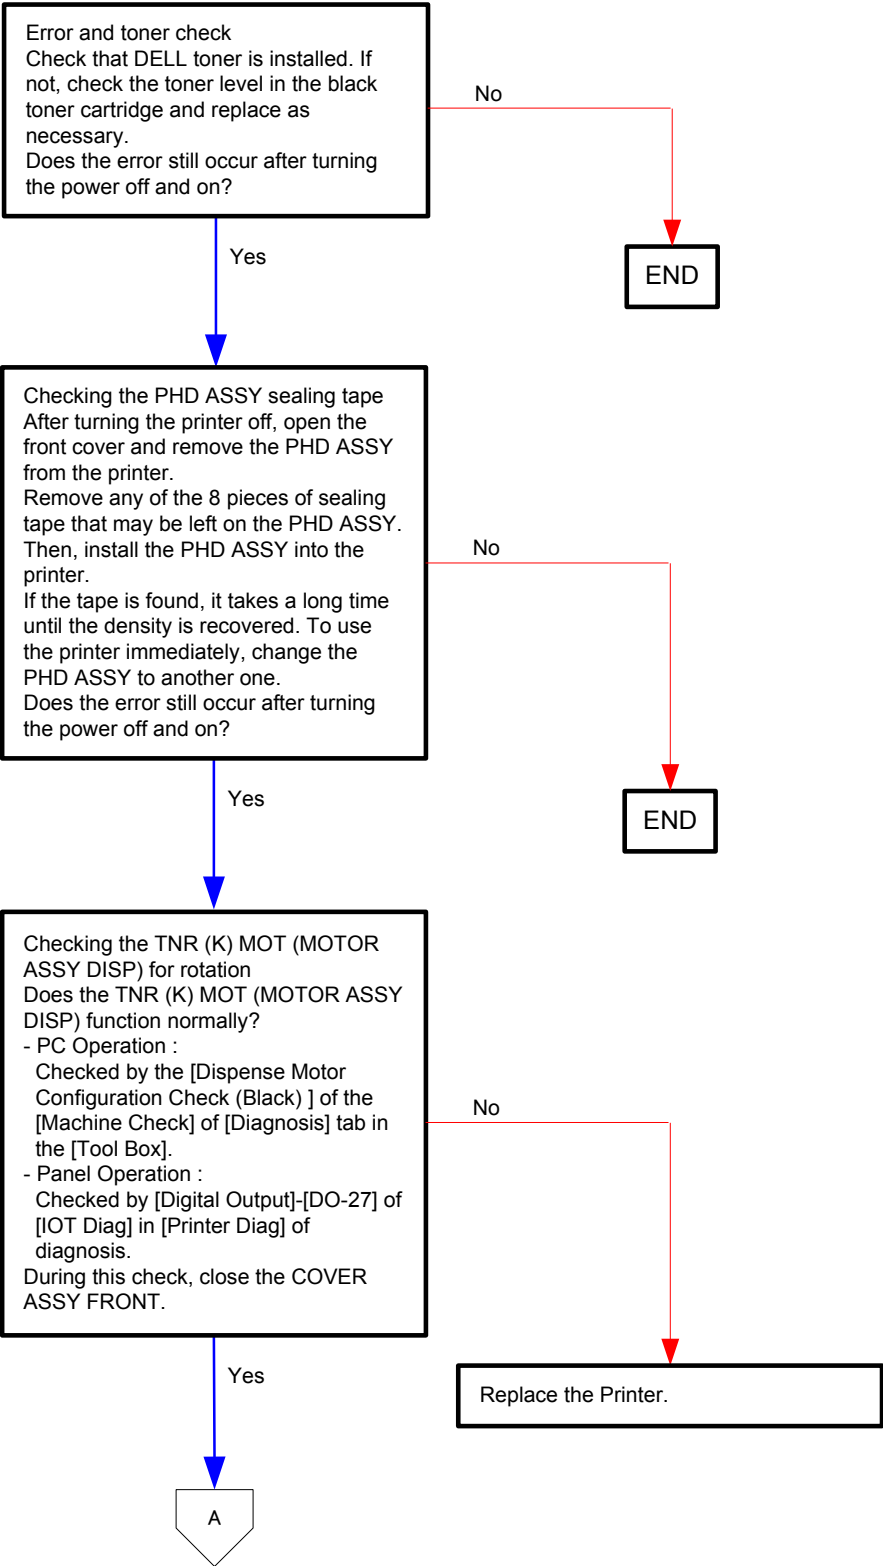 Error and toner check
Check that DELL toner is installed. If
not, check the toner level in the black
toner cartridge and replace as
necessary.
Does the error still occur after turning
the power off and on?
No
END
Yes
Checking the PHD ASSY sealing tape
After turning the printer off, open the
front cover and remove the PHD ASSY
from the printer.
Remove any of the 8 pieces of sealing
tape that may be left on the PHD ASSY.
Then, install the PHD ASSY into the
printer.
If the tape is found, it takes a long time
until the density is recovered. To use
the printer immediately, change the
PHD ASSY to another one.
Does the error still occur after turning
the power off and on?
No
END
Yes
Checking the TNR (K) MOT (MOTOR
ASSY DISP) for rotation
Does the TNR (K) MOT (MOTOR ASSY
DISP) function normally?
- PC Operation :
Checked by the [Dispense Motor
Configuration Check (Black) ] of the
[Machine Check] of [Diagnosis] tab in
the [Tool Box].
- Panel Operation :
Checked by [Digital Output]-[DO-27] of
[IOT Diag] in [Printer Diag] of
diagnosis.
During this check, close the COVER
ASSY FRONT.
No
Replace the Printer.
Yes
A